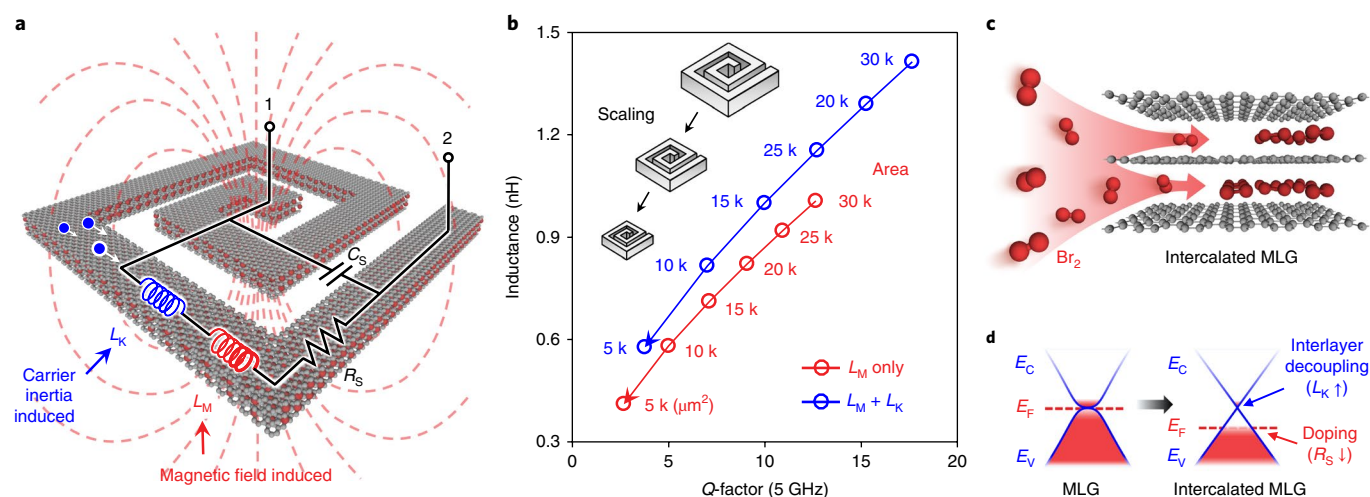 a
1
2
C_S
L_K
R_S
Carrier
inertia
induced
L_M
Magnetic field induced
b
Inductance (nH)
1.5
1.2
0.9
0.6
0.3
0
5
10
15
20
Q-factor (5 GHz)
Scaling
30 k
20 k
25 k
15 k
10 k
5 k
Area
30 k
25 k
20 k
15 k
10 k
5 k (μm²)
L_M only
L_M + L_K
c
Br₂
Intercalated MLG
d
E_C
E_F
E_V
MLG
E_C
E_F
E_V
Intercalated MLG
Interlayer
decoupling
(L_K ↑)
Doping
(R_S ↓)